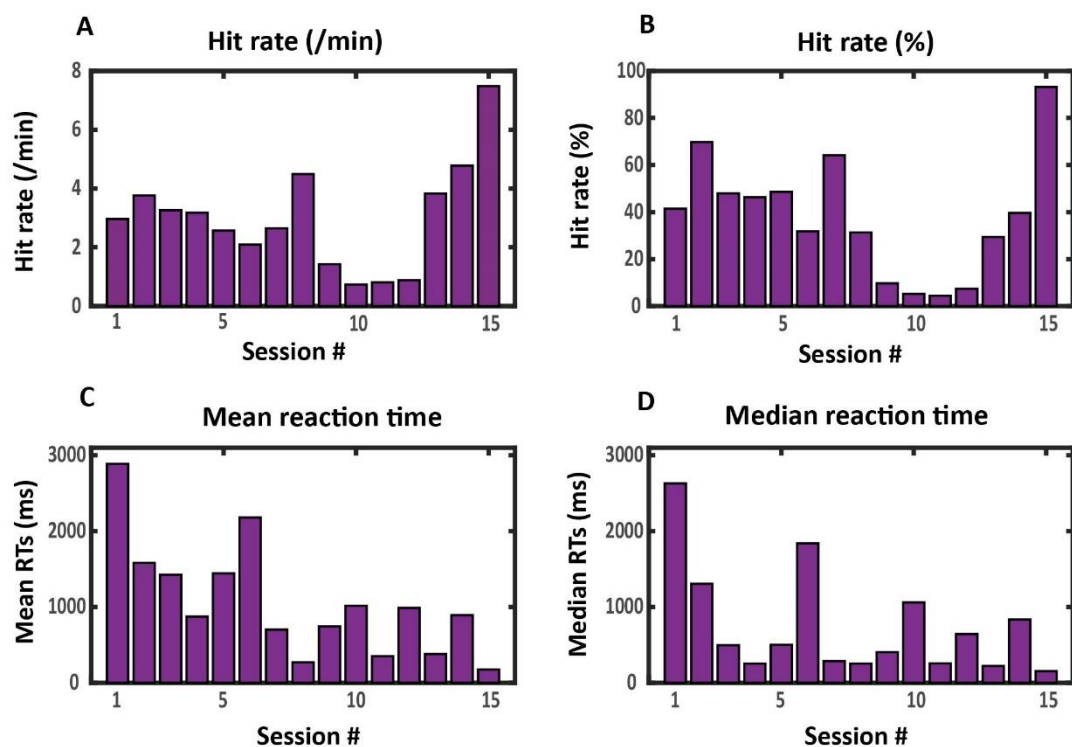 A
Hit rate (/min)
8
6
4
2
0
Hit rate (/min)
1
5
10
15
Session #
B
Hit rate (%)
100
80
60
40
20
0
Hit rate (%)
1
5
10
15
Session #
C
Mean reaction time
3000
2000
1000
0
Mean RTs (ms)
1
5
10
15
Session #
D
Median reaction time
3000
2000
1000
0
Median RTs (ms)
1
5
10
15
Session #